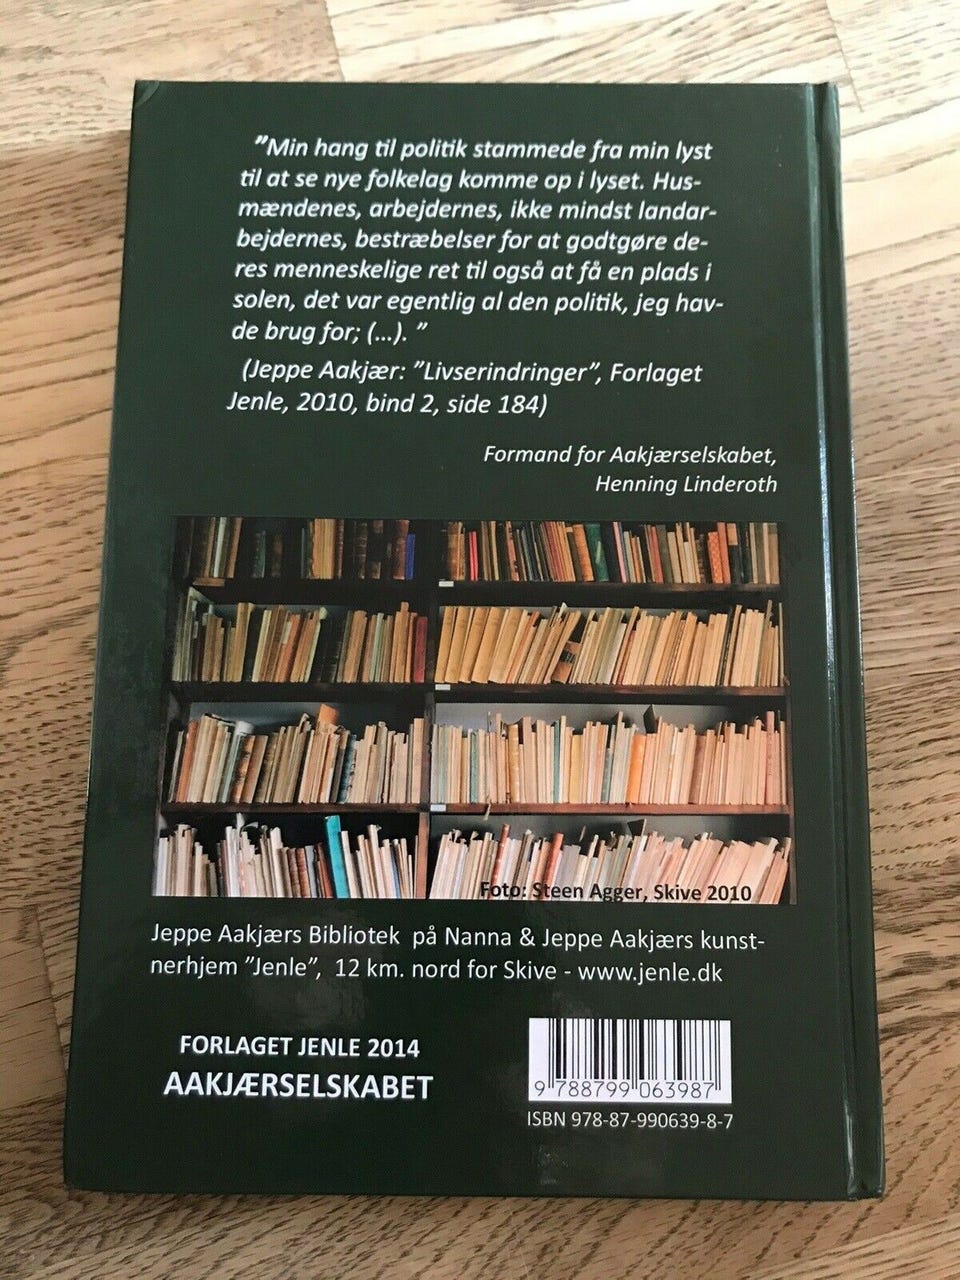 ”Min hang til politik stammede fra min lyst
til at se nye folkelag komme op i lyset. Hus-
mændenes, arbejdernes, ikke mindst landar-
bejdernes, bestræbelser for at godtgøre de-
res menneskelige ret til også at få en plads i
solen, det var egentlig al den politik, jeg hav-
de brug for; (...). ”
(Jeppe Aakjær: ”Livserindringer”, Forlaget
Jenle, 2010, bind 2, side 184)
Formand for Aakjærselskabet,
Henning Linderoth
Foto: Steen Agger, Skive 2010
Jeppe Aakjærs Bibliotek på Nanna & Jeppe Aakjærs kunst-
nerhjem ”Jenle”, 12 km. nord for Skive - www.jenle.dk
FORLAGET JENLE 2014
AAKJÆRSELSKABET
9 788799 063987
ISBN 978-87-990639-8-7